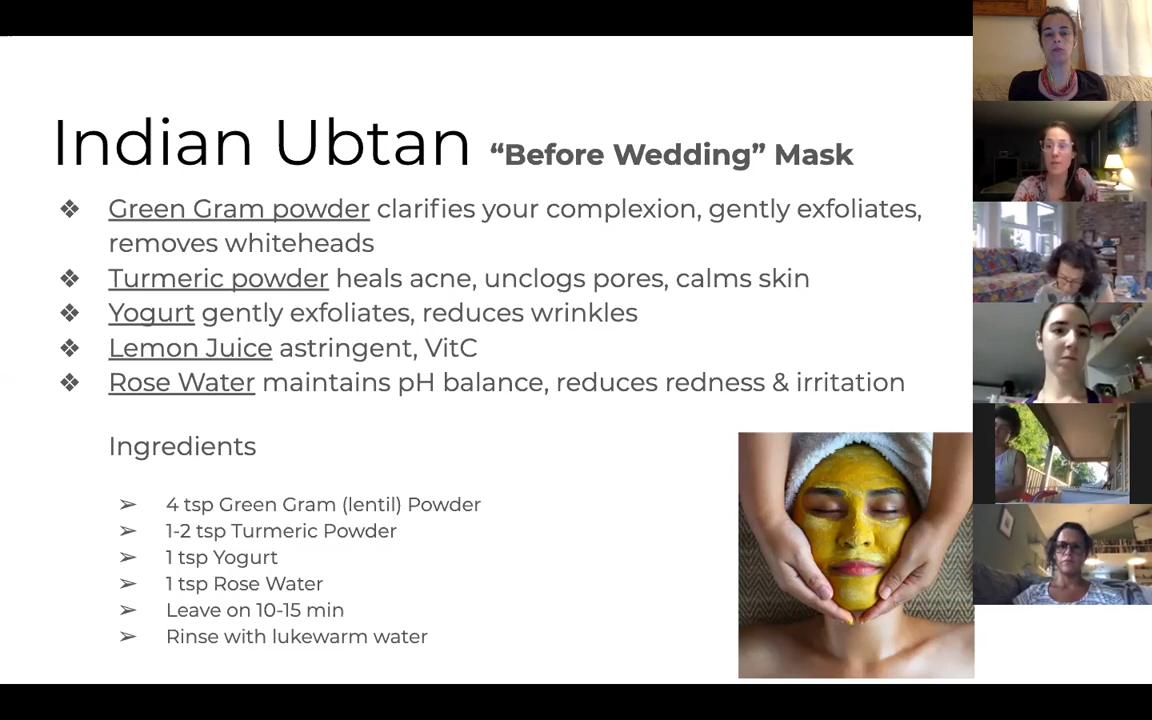 Indian Ubtan “Before Wedding” Mask
❖ Green Gram powder clarifies your complexion, gently exfoliates,
removes whiteheads
❖ Turmeric powder heals acne, unclogs pores, calms skin
❖ Yogurt gently exfoliates, reduces wrinkles
❖ Lemon Juice astringent, VitC
❖ Rose Water maintains pH balance, reduces redness & irritation
Ingredients
➢ 4 tsp Green Gram (lentil) Powder
➢ 1-2 tsp Turmeric Powder
➢ 1 tsp Yogurt
➢ 1 tsp Rose Water
➢ Leave on 10-15 min
➢ Rinse with lukewarm water